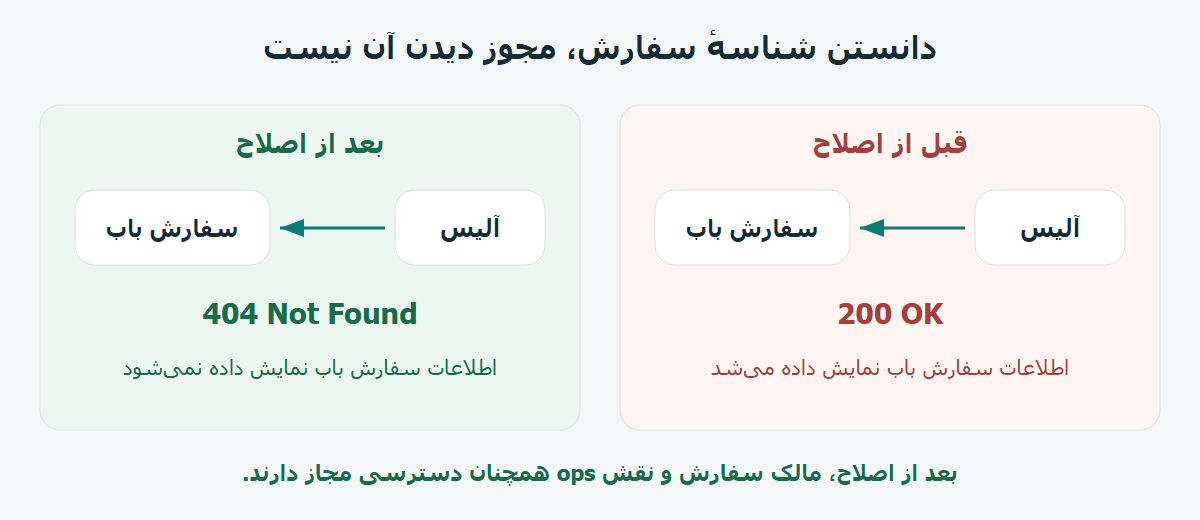 دانستن شناسهٔ سفارش، مجوز دیدن آن نیست
قبل از اصلاح
آلیس
سفارش باب
200 OK
اطلاعات سفارش باب نمایش داده می‌شد
بعد از اصلاح
آلیس
سفارش باب
404 Not Found
اطلاعات سفارش باب نمایش داده نمی‌شود
بعد از اصلاح، مالک سفارش و نقش ops همچنان دسترسی مجاز دارند.